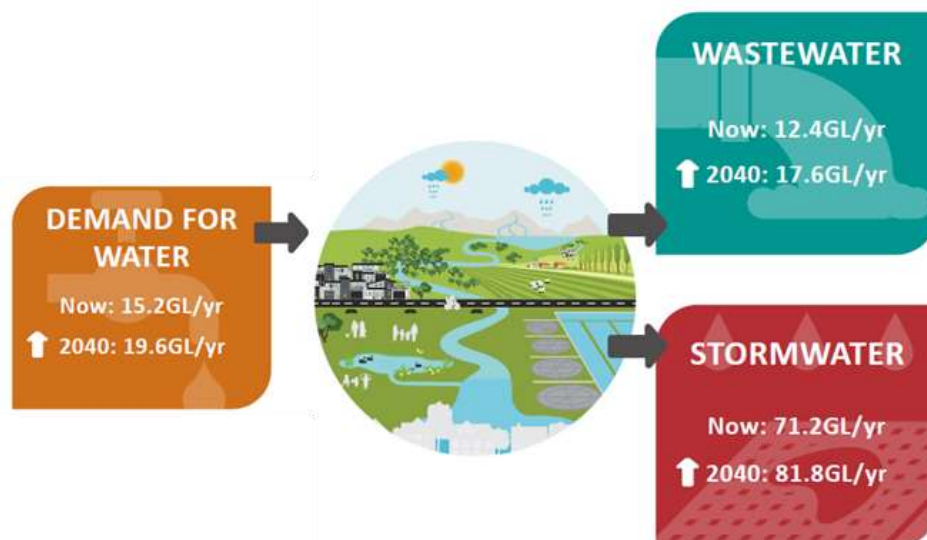 DEMAND FOR
WATER
Now: 15.2GL/yr
2040: 19.6GL/yr
WASTEWATER
Now: 12.4GL/yr
2040: 17.6GL/yr
STORMWATER
Now: 71.2GL/yr
2040: 81.8GL/yr